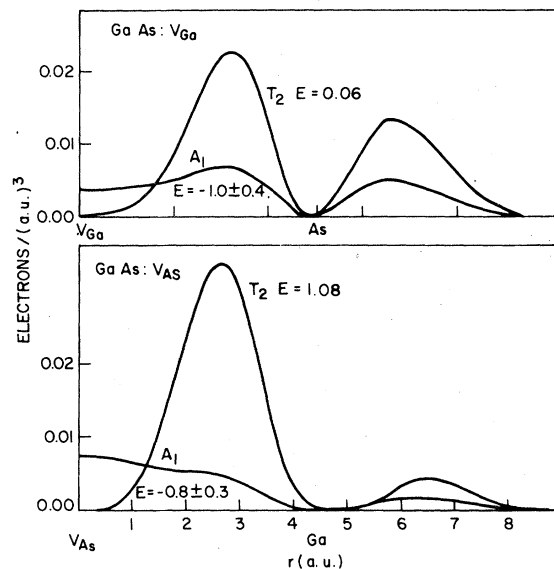 Ga As: V_Ga
0.02
T₂ E = 0.06
0.01
A₁
E = -1.0±0.4
0.00
V_Ga
As
ELECTRONS/(a.u.)³
Ga As: V_AS
T₂ E = 1.08
0.02
0.01
A₁
E = -0.8±0.3
0.00
1 2 3 4 5 6 7 8
V_As
Ga
r(a.u.)